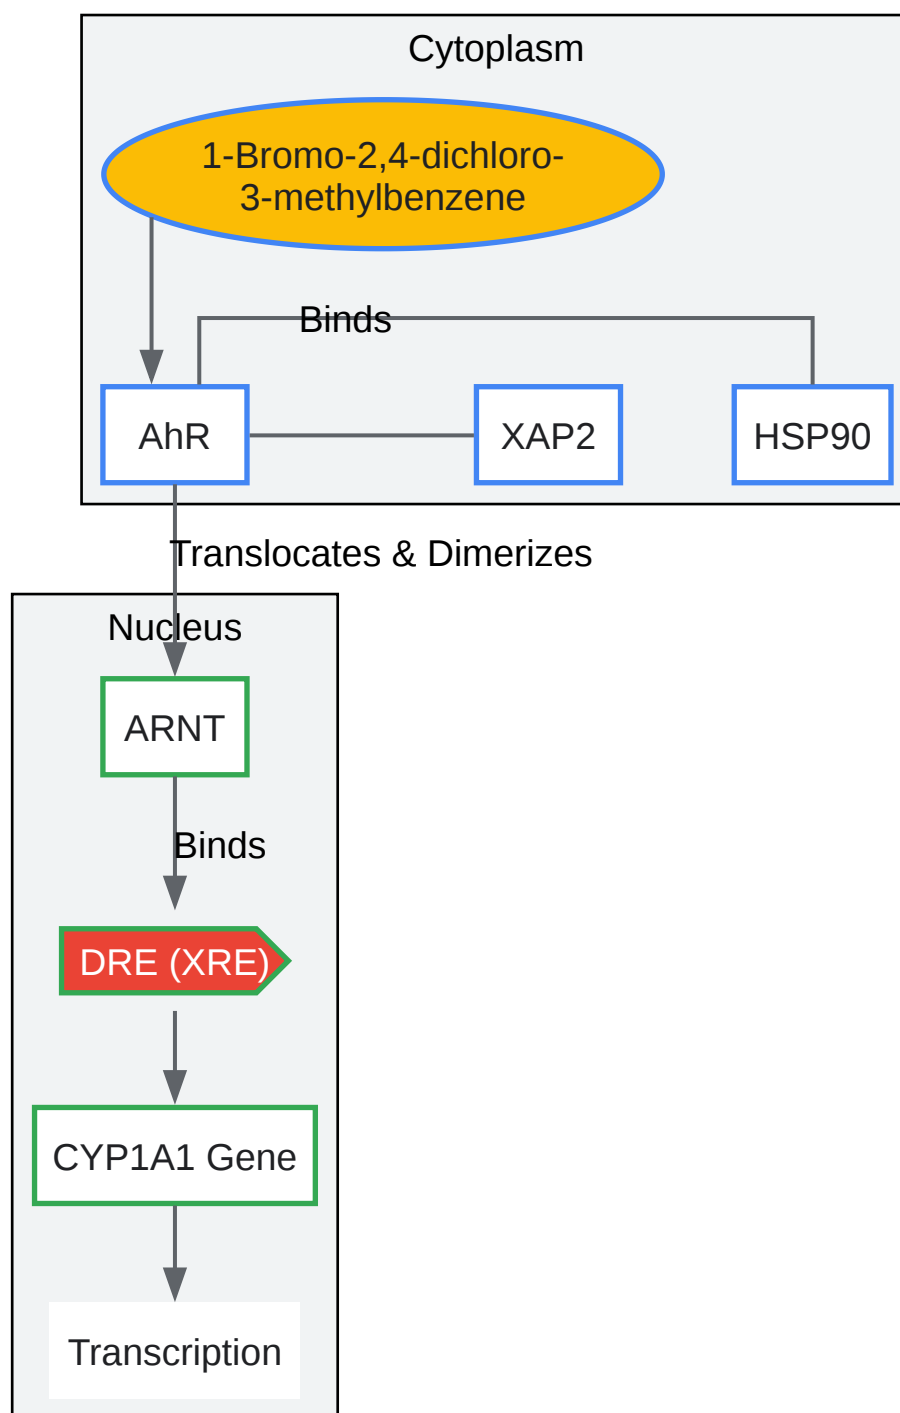 Cytoplasm
1-Bromo-2,4-dichloro-
3-methylbenzene
Binds
AhR
XAP2
HSP90
Translocates & Dimerizes
Nucleus
ARNT
Binds
DRE (XRE)
CYP1A1 Gene
Transcription